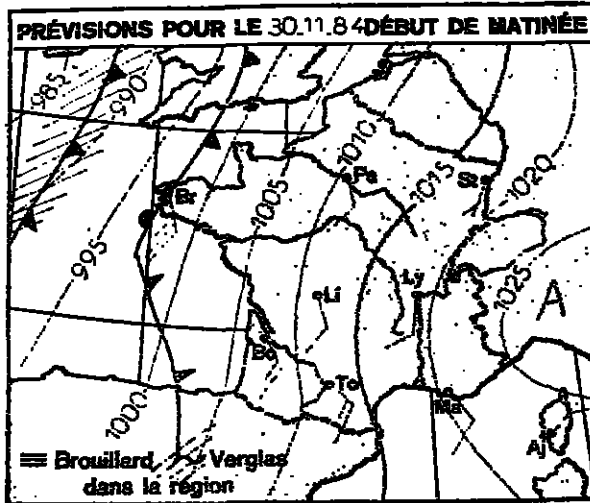 PRÉVISIONS POUR LE 30.11.84 DÉBUT DE MATINÉE
985
990
1010
Pa
1015
St
1020
Br
1005
995
Li
Ly
1025
A
Bo
To
1000
Ma
Aj
Brouillard Verglas
dans la région